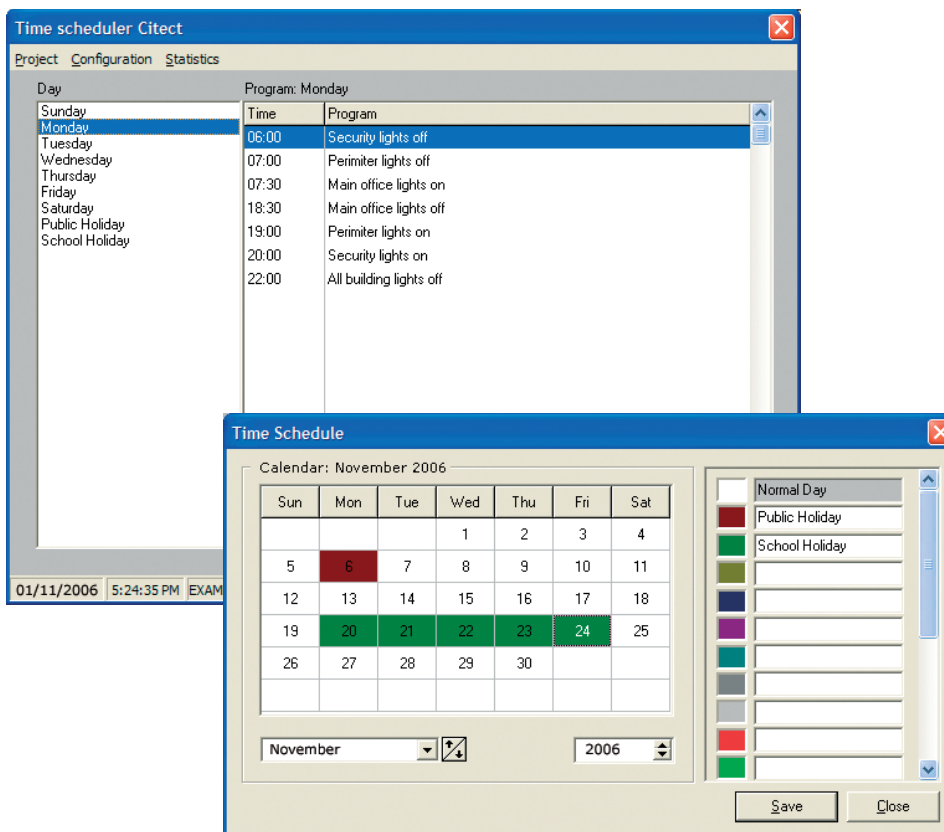 Time scheduler Citect
Project Configuration Statistics
Day
Sunday
Monday
Tuesday
Wednesday
Thursday
Friday
Saturday
Public Holiday
School Holiday
Program: Monday
Time Program
06:00 Security lights off
07:00 Perimiter lights off
07:30 Main office lights on
18:30 Main office lights off
19:00 Perimiter lights on
20:00 Security lights on
22:00 All building lights off
01/11/2006 5:24:35 PM EXAM
Time Schedule
Calendar: November 2006
Sun Mon Tue Wed Thu Fri Sat
1 2 3 4
5 6 7 8 9 10 11
12 13 14 15 16 17 18
19 20 21 22 23 24 25
26 27 28 29 30
November 2006
Normal Day
Public Holiday
School Holiday
Save Close